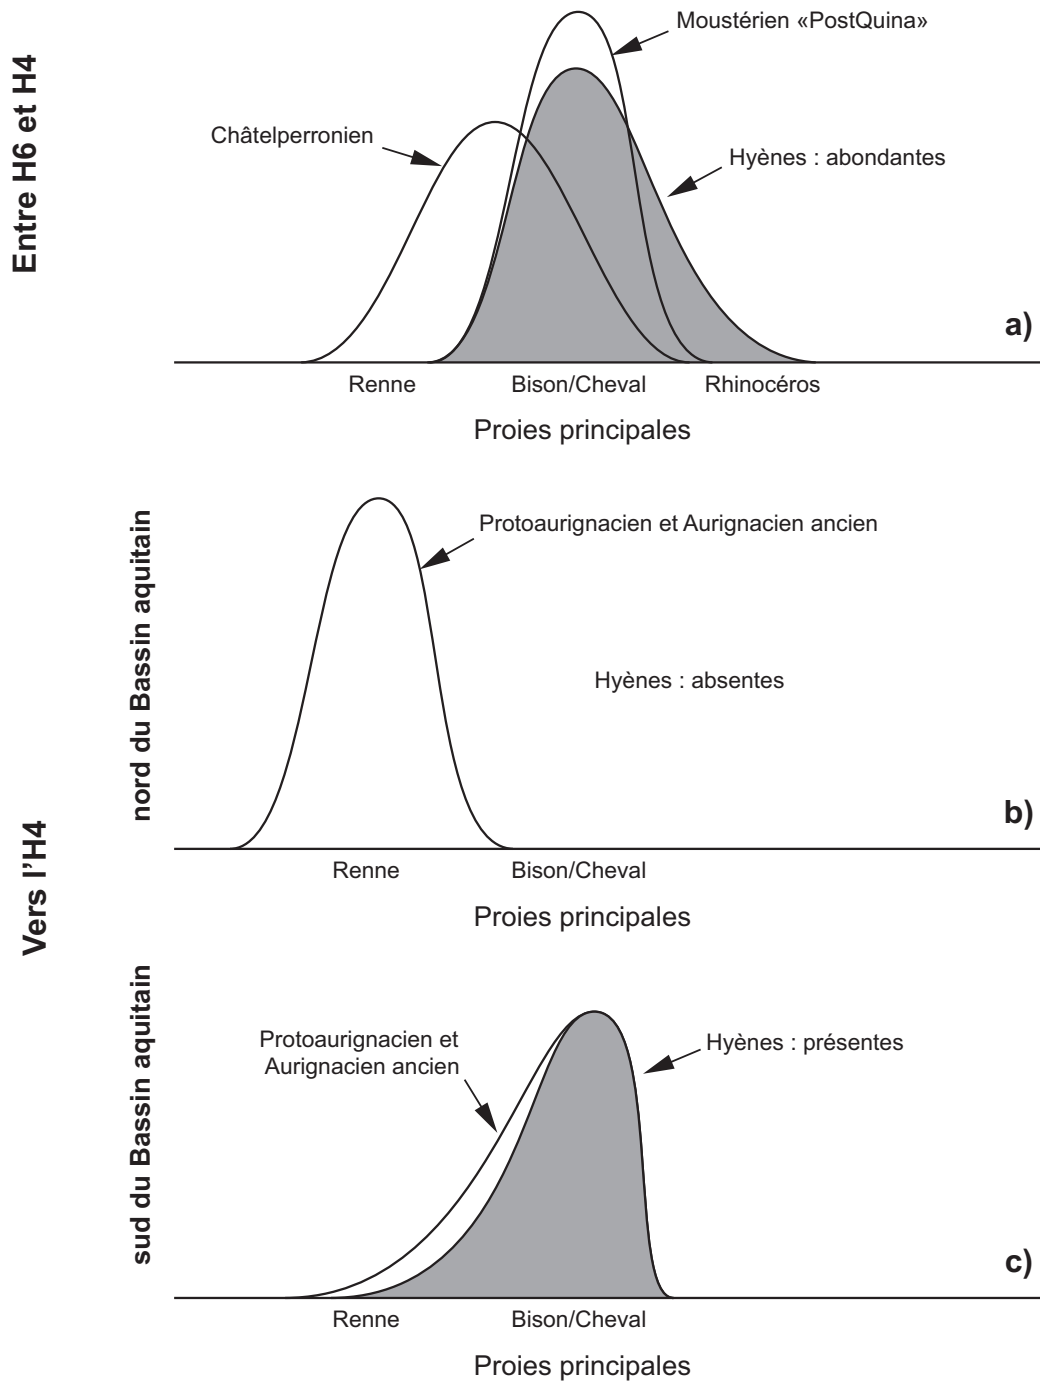 Entre H6 et H4
Moustérien «PostQuina»
Châtelperronien
Hyènes : abondantes
a)
Renne
Bison/Cheval
Rhinocéros
Proies principales
Vers l’H4
nord du Bassin aquitain
Protoaurignacien et Aurignacien ancien
Hyènes : absentes
b)
Renne
Bison/Cheval
Proies principales
sud du Bassin aquitain
Protoaurignacien et
Aurignacien ancien
Hyènes : présentes
c)
Renne
Bison/Cheval
Proies principales